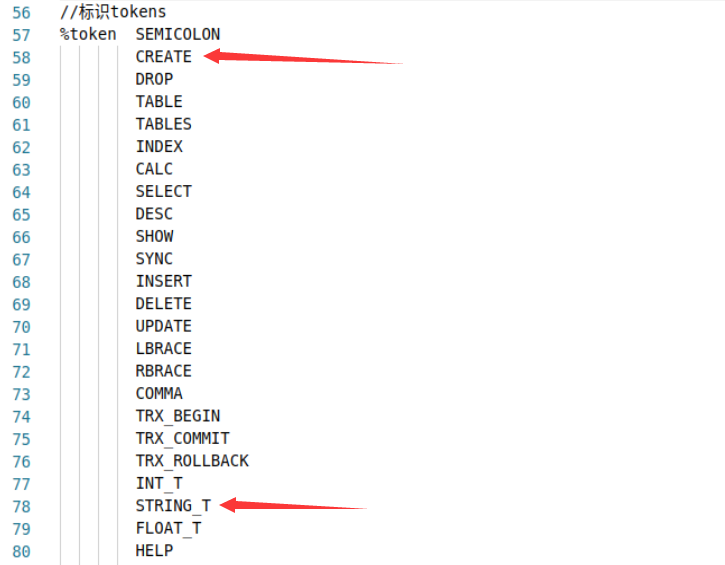 56 //标识tokens
57 %token SEMICOLON
58 CREATE
59 DROP
60 TABLE
61 TABLES
62 INDEX
63 CALC
64 SELECT
65 DESC
66 SHOW
67 SYNC
68 INSERT
69 DELETE
70 UPDATE
71 LBRACE
72 RBRACE
73 COMMA
74 TRX_BEGIN
75 TRX_COMMIT
76 TRX_ROLLBACK
77 INT_T
78 STRING_T
79 FLOAT_T
80 HELP